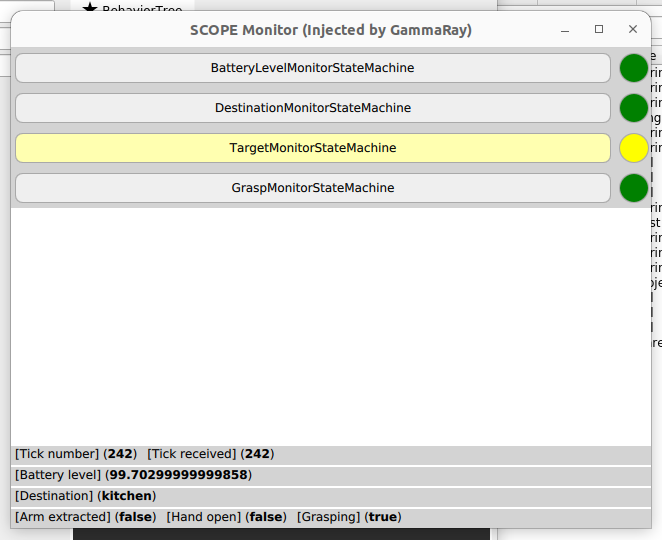 ★ BehaviorTree
SCOPE Monitor (Injected by GammaRay)
BatteryLevelMonitorStateMachine
DestinationMonitorStateMachine
TargetMonitorStateMachine
GraspMonitorStateMachine
[Tick number] (242) [Tick received] (242)
[Battery level] (99.70299999999858)
[Destination] (kitchen)
[Arm extracted] (false) [Hand open] (false) [Grasping] (true)